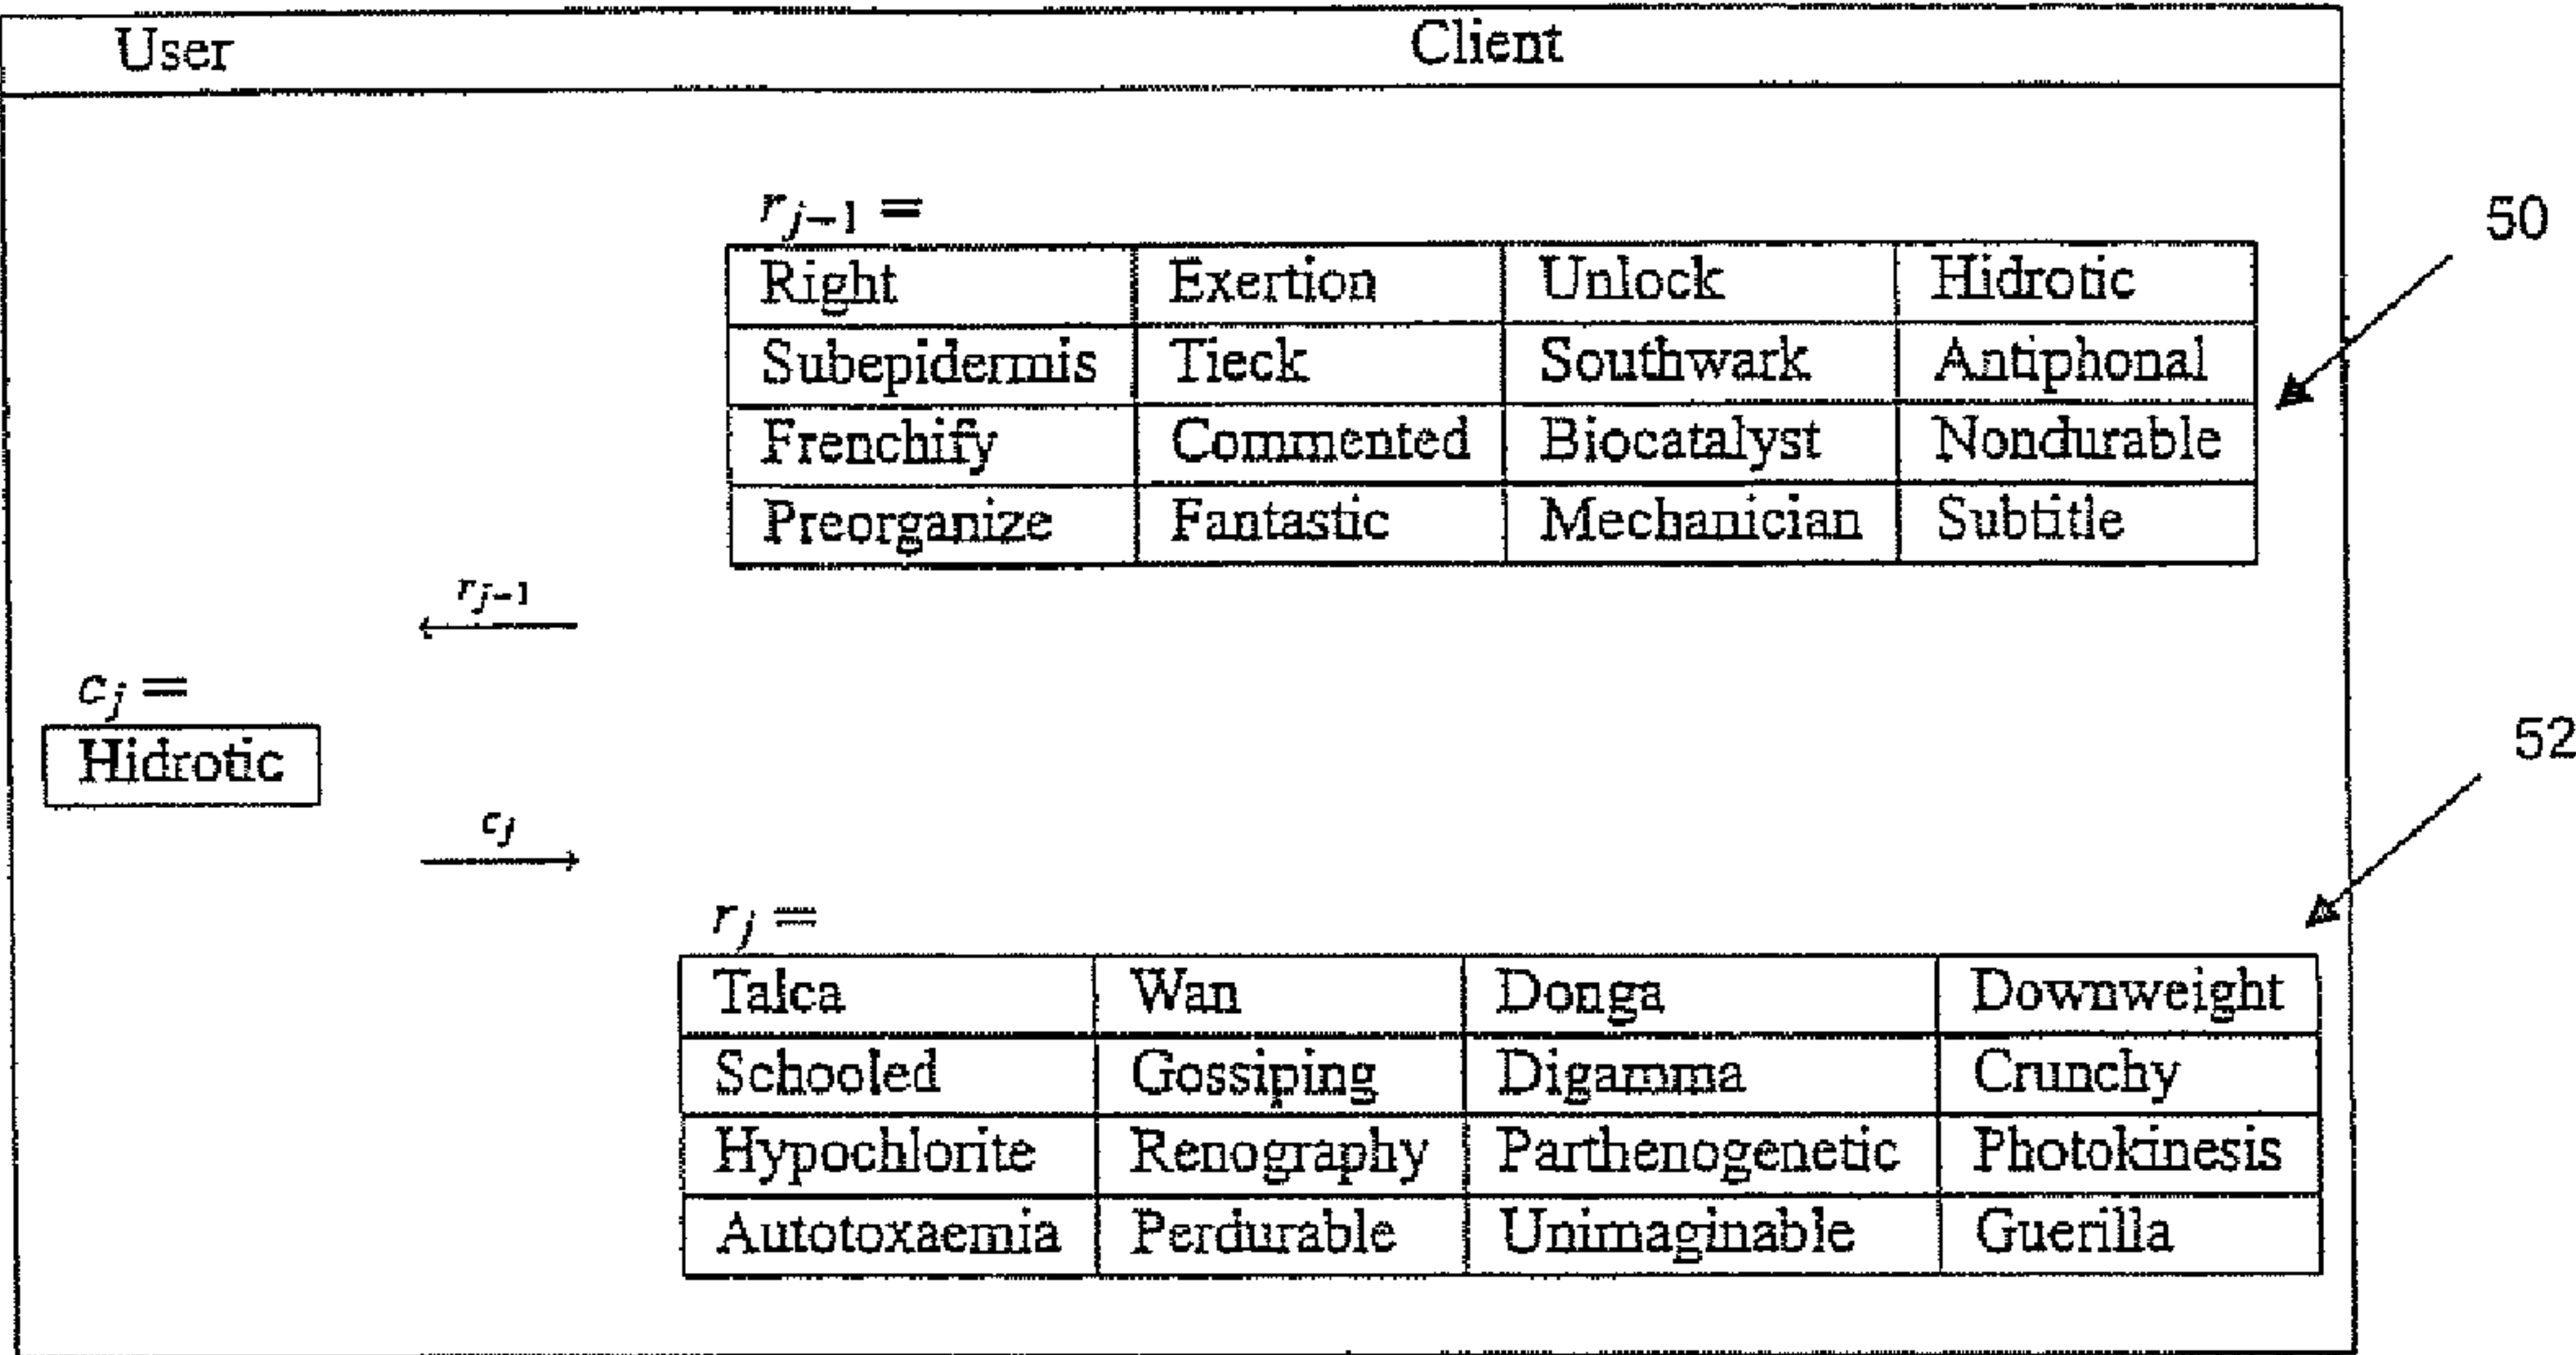 User Client
r_{j-1} =
50
Right Exertion Unlock Hidrotic
Subepidermis Tieck Southwark Antiphonal
Frenchify Commented Biocatalyst Nondurable
Preorganize Fantastic Mechanician Subtitle
r_{j-1}
c_j =
Hidrotic
52
c_j
r_j =
Talca Wan Donga Downweight
Schooled Gossiping Digamma Crunchy
Hypochlorite Renography Parthenogenetic Photokinesis
Autotoxaemia Perdurable Unimaginable Guerilla